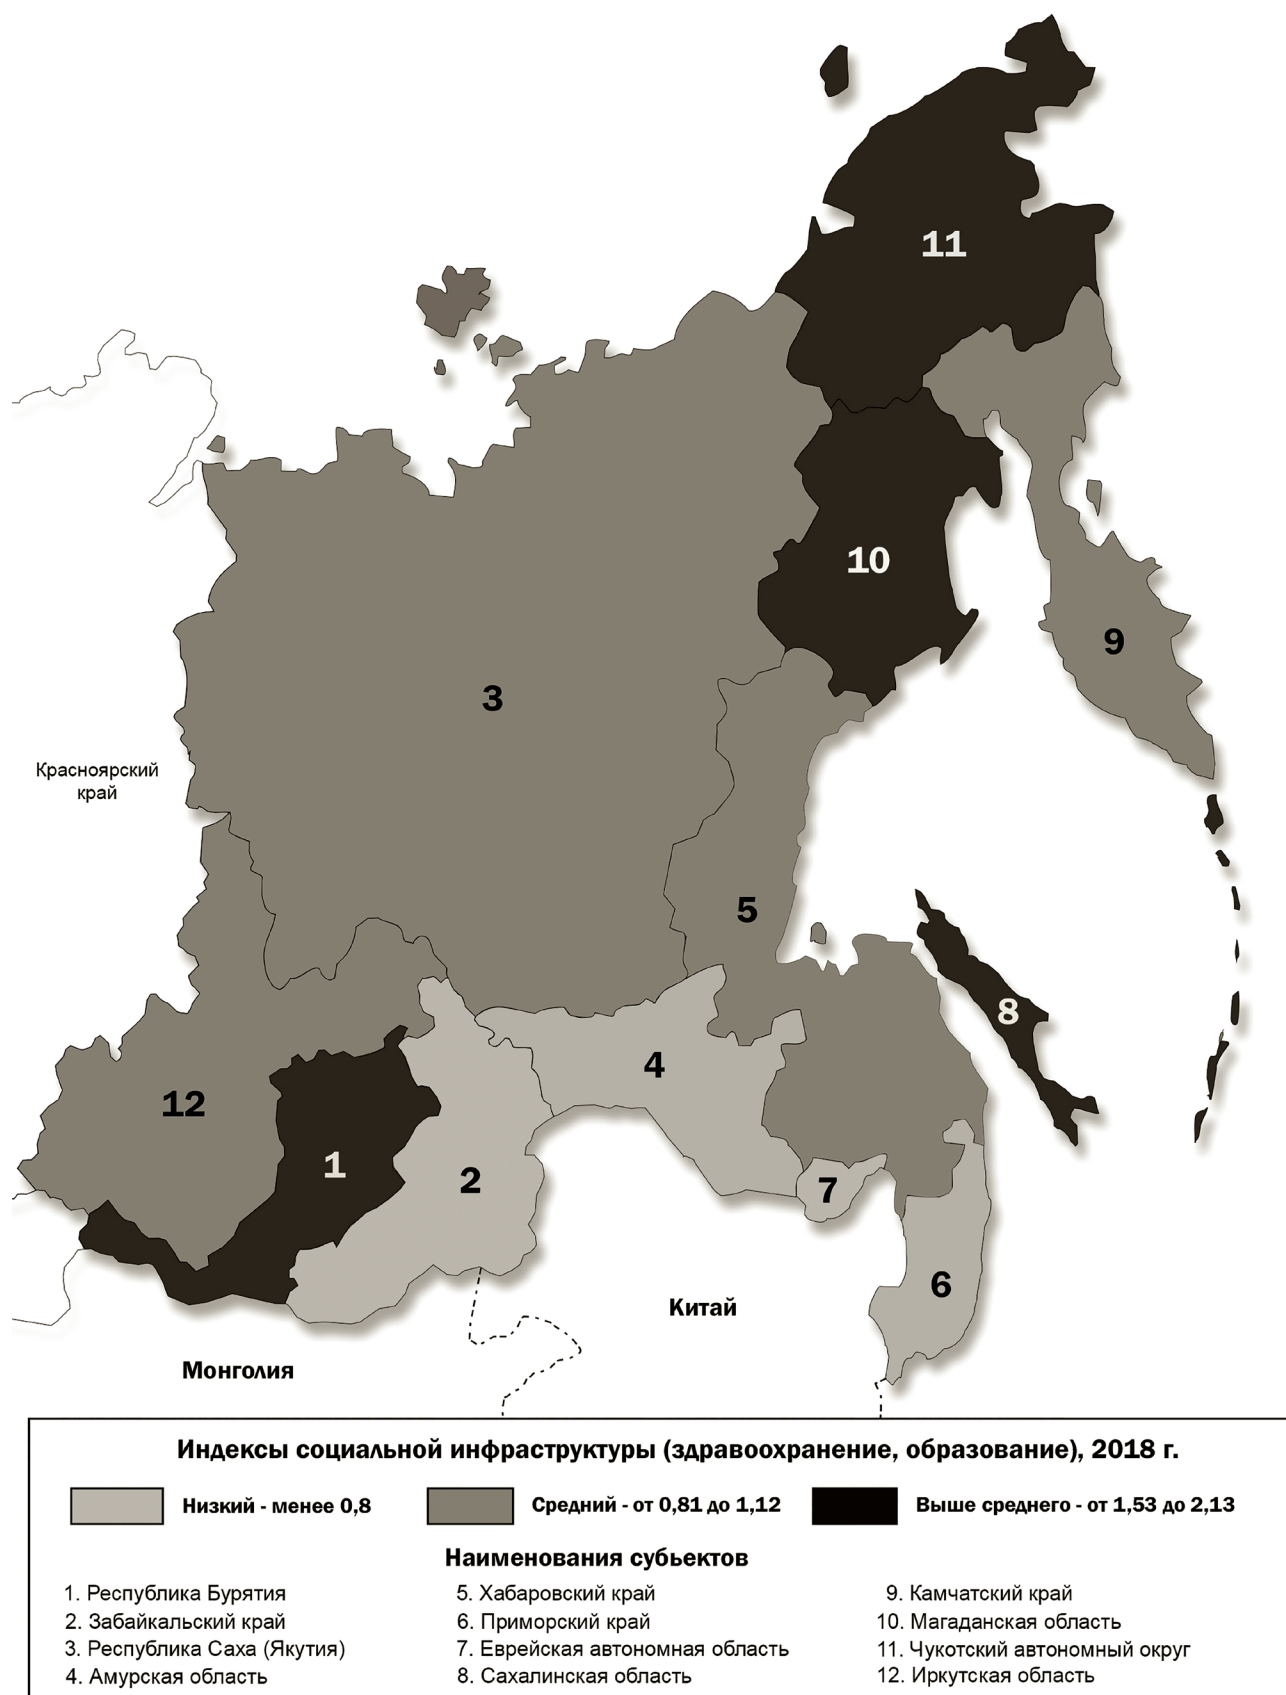 11
10
9
3
Красноярский
край
5
8
4
12
1
2
7
6
Китай
Монголия
Индексы социальной инфраструктуры (здравоохранение, образование), 2018 г.
Низкий - менее 0,8
Средний - от 0,81 до 1,12
Выше среднего - от 1,53 до 2,13
Наименования субьектов
1. Республика Бурятия
2. Забайкальский край
3. Республика Саха (Якутия)
4. Амурская область
5. Хабаровский край
6. Приморский край
7. Еврейская автономная область
8. Сахалинская область
9. Камчатский край
10. Магаданская область
11. Чукотский автономный округ
12. Иркутская область